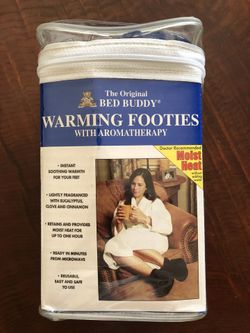 The Original
BED BUDDY®
WARMING FOOTIES
WITH AROMATHERAPY
Doctor Recommended
Moist
Heat
without
• INSTANT
SOOTHING WARMTH
FOR YOUR FEET
• LIGHTLY FRAGRANCED
WITH EUCALYPTUS,
CLOVE AND CINNAMON
• RETAINS AND PROVIDES
MOIST HEAT FOR
UP TO ONE HOUR
• READY IN MINUTES
FROM MICROWAVE
• REUSABLE,
EASY AND SAFE
TO USE